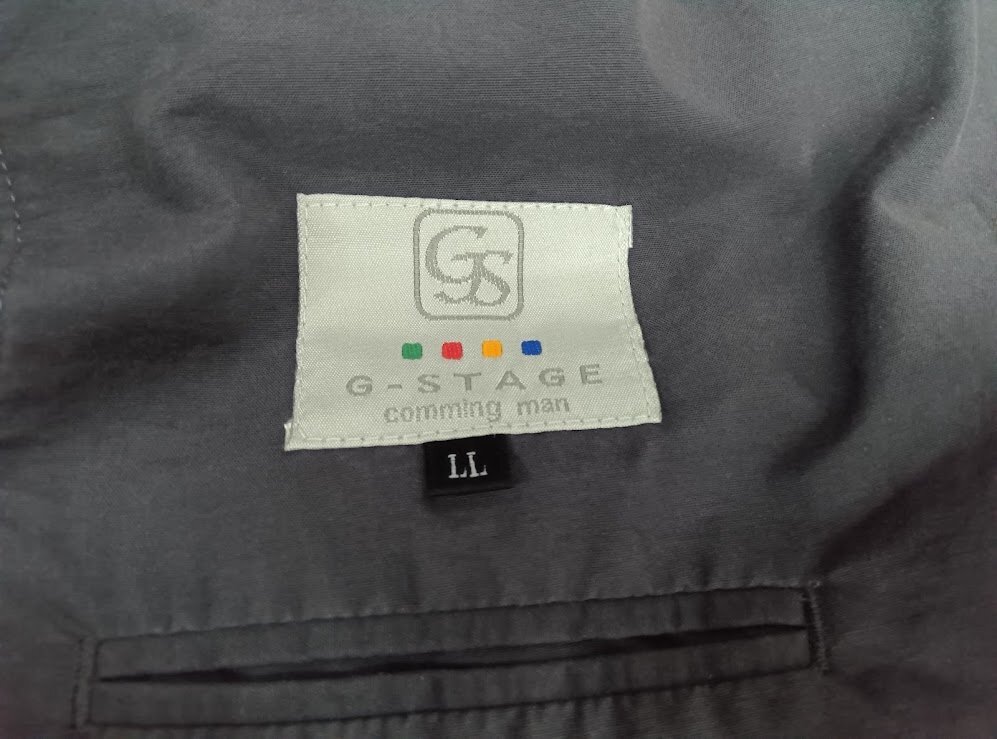 GS
G-STAGE
comming man
LL